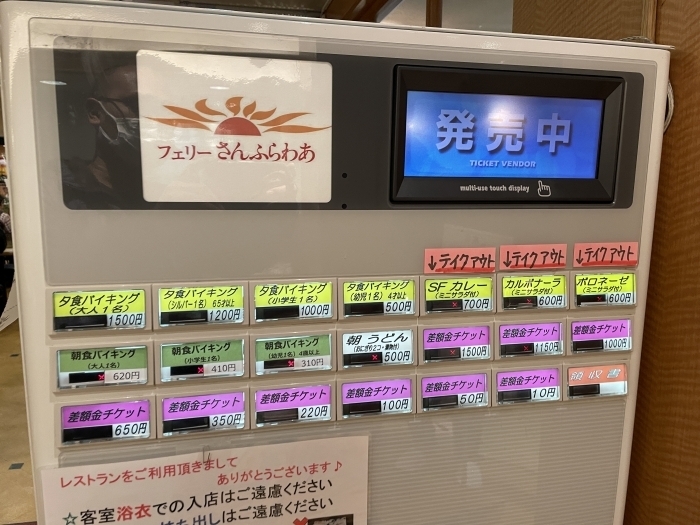 フェリーさんふらわあ
発売中
TICKET VENDOR
multi-use touch display
↓テイクアウト
↓テイクアウト
↓テイクアウト
夕食バイキング
(大人1名)
1500円
夕食バイキング
(シルバー1名) 65才以上
1200円
夕食バイキング
(小学生1名)
1000円
夕食バイキング
(幼児1名) 4才以上
500円
SF カレー
(ミニサラダ付)
700円
カルボナーラ
(ミニサラダ付)
600円
ボロネーゼ
(ミニサラダ付)
600円
朝食バイキング
(大人1名)
620円
朝食バイキング
(小学生1名)
410円
朝食バイキング
(幼児1名) 4歳以上
310円
朝 うどん
500円
差額金チケット
1500円
差額金チケット
1150円
差額金チケット
1000円
差額金チケット
650円
差額金チケット
350円
差額金チケット
220円
差額金チケット
100円
差額金チケット
50円
差額金チケット
10円
領収書
レストランをご利用頂きまして
ありがとうございます♪
☆客室浴衣での入店はご遠慮ください
ち出しはご遠慮ください